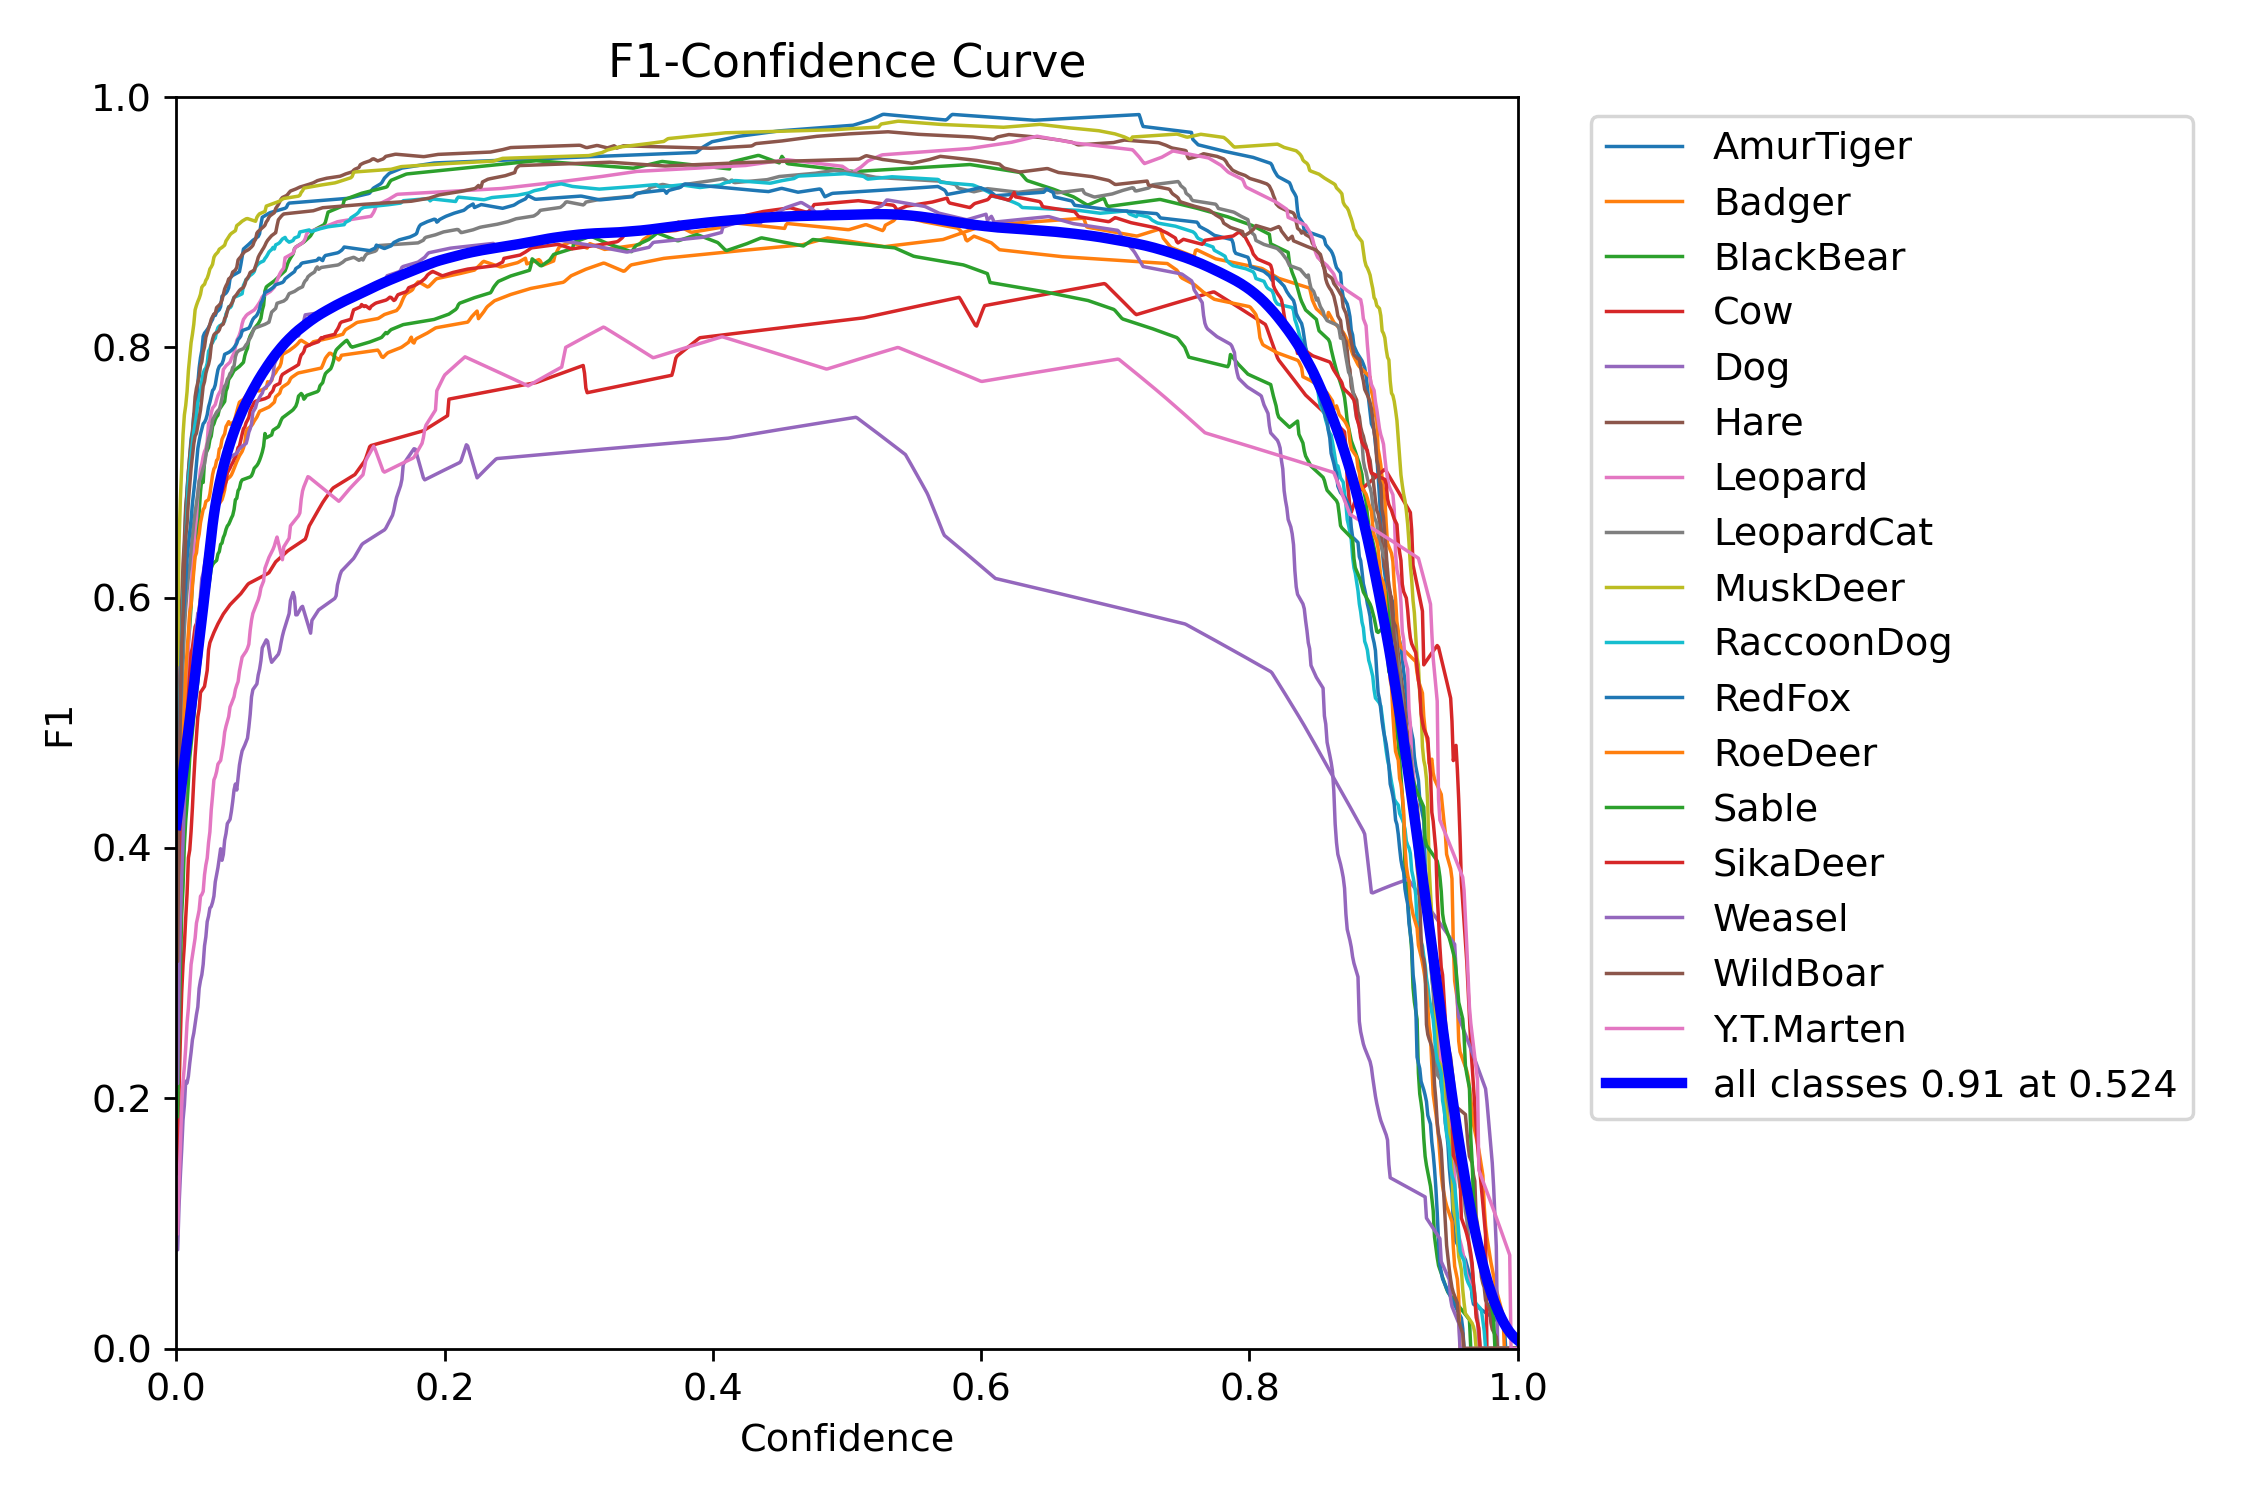 F1-Confidence Curve
1.0
0.8
0.6
0.4
0.2
0.0
F1
0.0 0.2 0.4 0.6 0.8 1.0
Confidence
AmurTiger
Badger
BlackBear
Cow
Dog
Hare
Leopard
LeopardCat
MuskDeer
RaccoonDog
RedFox
RoeDeer
Sable
SikaDeer
Weasel
WildBoar
Y.T.Marten
all classes 0.91 at 0.524